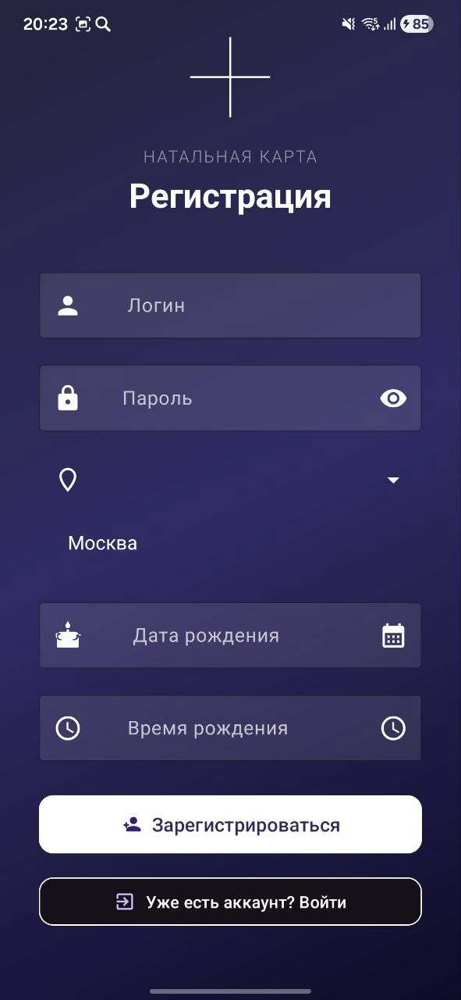 20:23
85
НАТАЛЬНАЯ КАРТА
Регистрация
Логин
Пароль
Москва
Дата рождения
Время рождения
Зарегистрироваться
Уже есть аккаунт? Войти